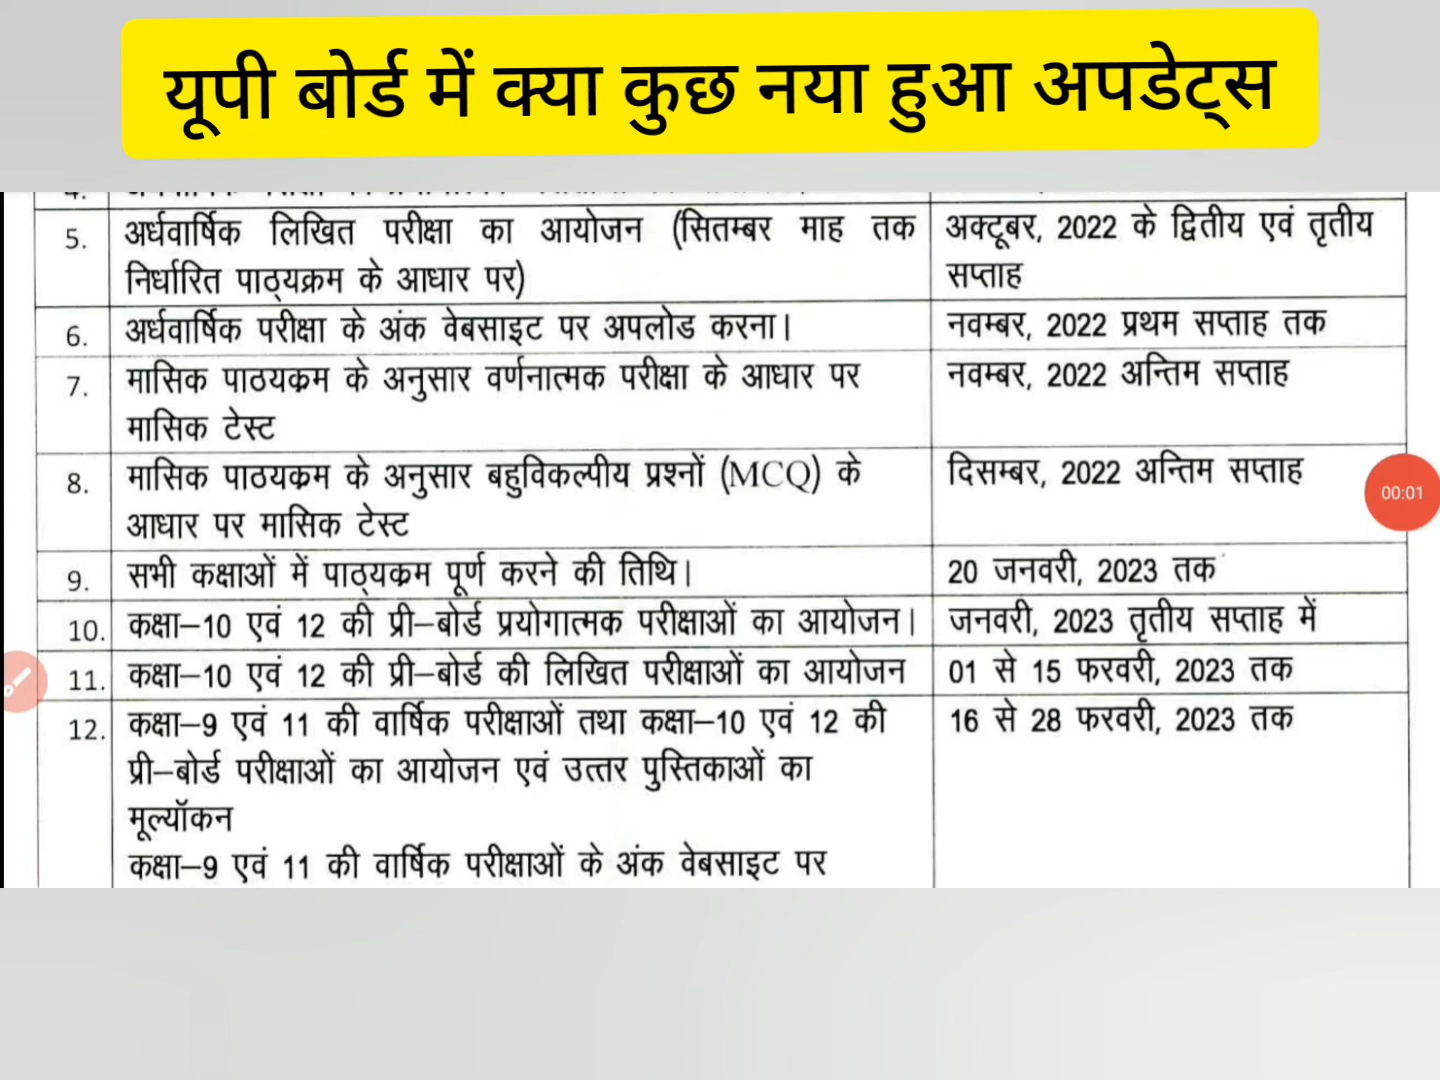 यूपी बोर्ड में क्या कुछ नया हुआ अपडेट्स
5. अर्धवार्षिक लिखित परीक्षा का आयोजन (सितम्बर माह तक अक्टूबर, 2022 के द्वितीय एवं तृतीय
निर्धारित पाठ्यक्रम के आधार पर) सप्ताह
6. अर्धवार्षिक परीक्षा के अंक वेबसाइट पर अपलोड करना। नवम्बर, 2022 प्रथम सप्ताह तक
7. मासिक पाठयक्रम के अनुसार वर्णनात्मक परीक्षा के आधार पर नवम्बर, 2022 अन्तिम सप्ताह
मासिक टेस्ट
8. मासिक पाठयक्रम के अनुसार बहुविकल्पीय प्रश्नों (MCQ) के दिसम्बर, 2022 अन्तिम सप्ताह
आधार पर मासिक टेस्ट
00:01
9. सभी कक्षाओं में पाठ्यक्रम पूर्ण करने की तिथि। 20 जनवरी, 2023 तक
10. कक्षा–10 एवं 12 की प्री–बोर्ड प्रयोगात्मक परीक्षाओं का आयोजन। जनवरी, 2023 तृतीय सप्ताह में
11. कक्षा–10 एवं 12 की प्री–बोर्ड की लिखित परीक्षाओं का आयोजन 01 से 15 फरवरी, 2023 तक
12. कक्षा–9 एवं 11 की वार्षिक परीक्षाओं तथा कक्षा–10 एवं 12 की 16 से 28 फरवरी, 2023 तक
प्री–बोर्ड परीक्षाओं का आयोजन एवं उत्तर पुस्तिकाओं का
मूल्यॉकन
कक्षा–9 एवं 11 की वार्षिक परीक्षाओं के अंक वेबसाइट पर